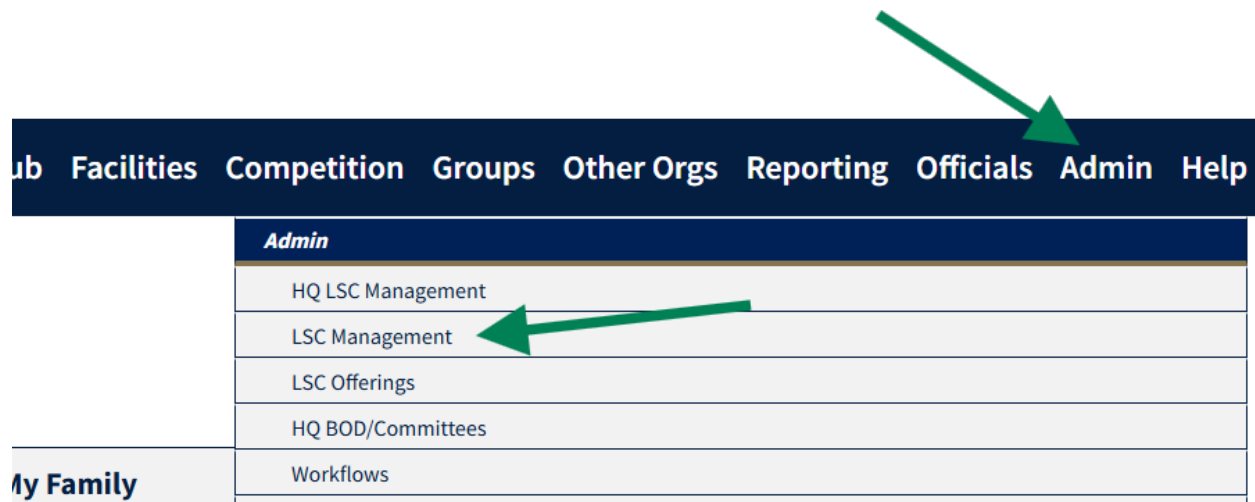 ub Facilities Competition Groups Other Orgs Reporting Officials Admin Help
Admin
HQ LSC Management
LSC Management
LSC Offerings
HQ BOD/Committees
Workflows
My Family